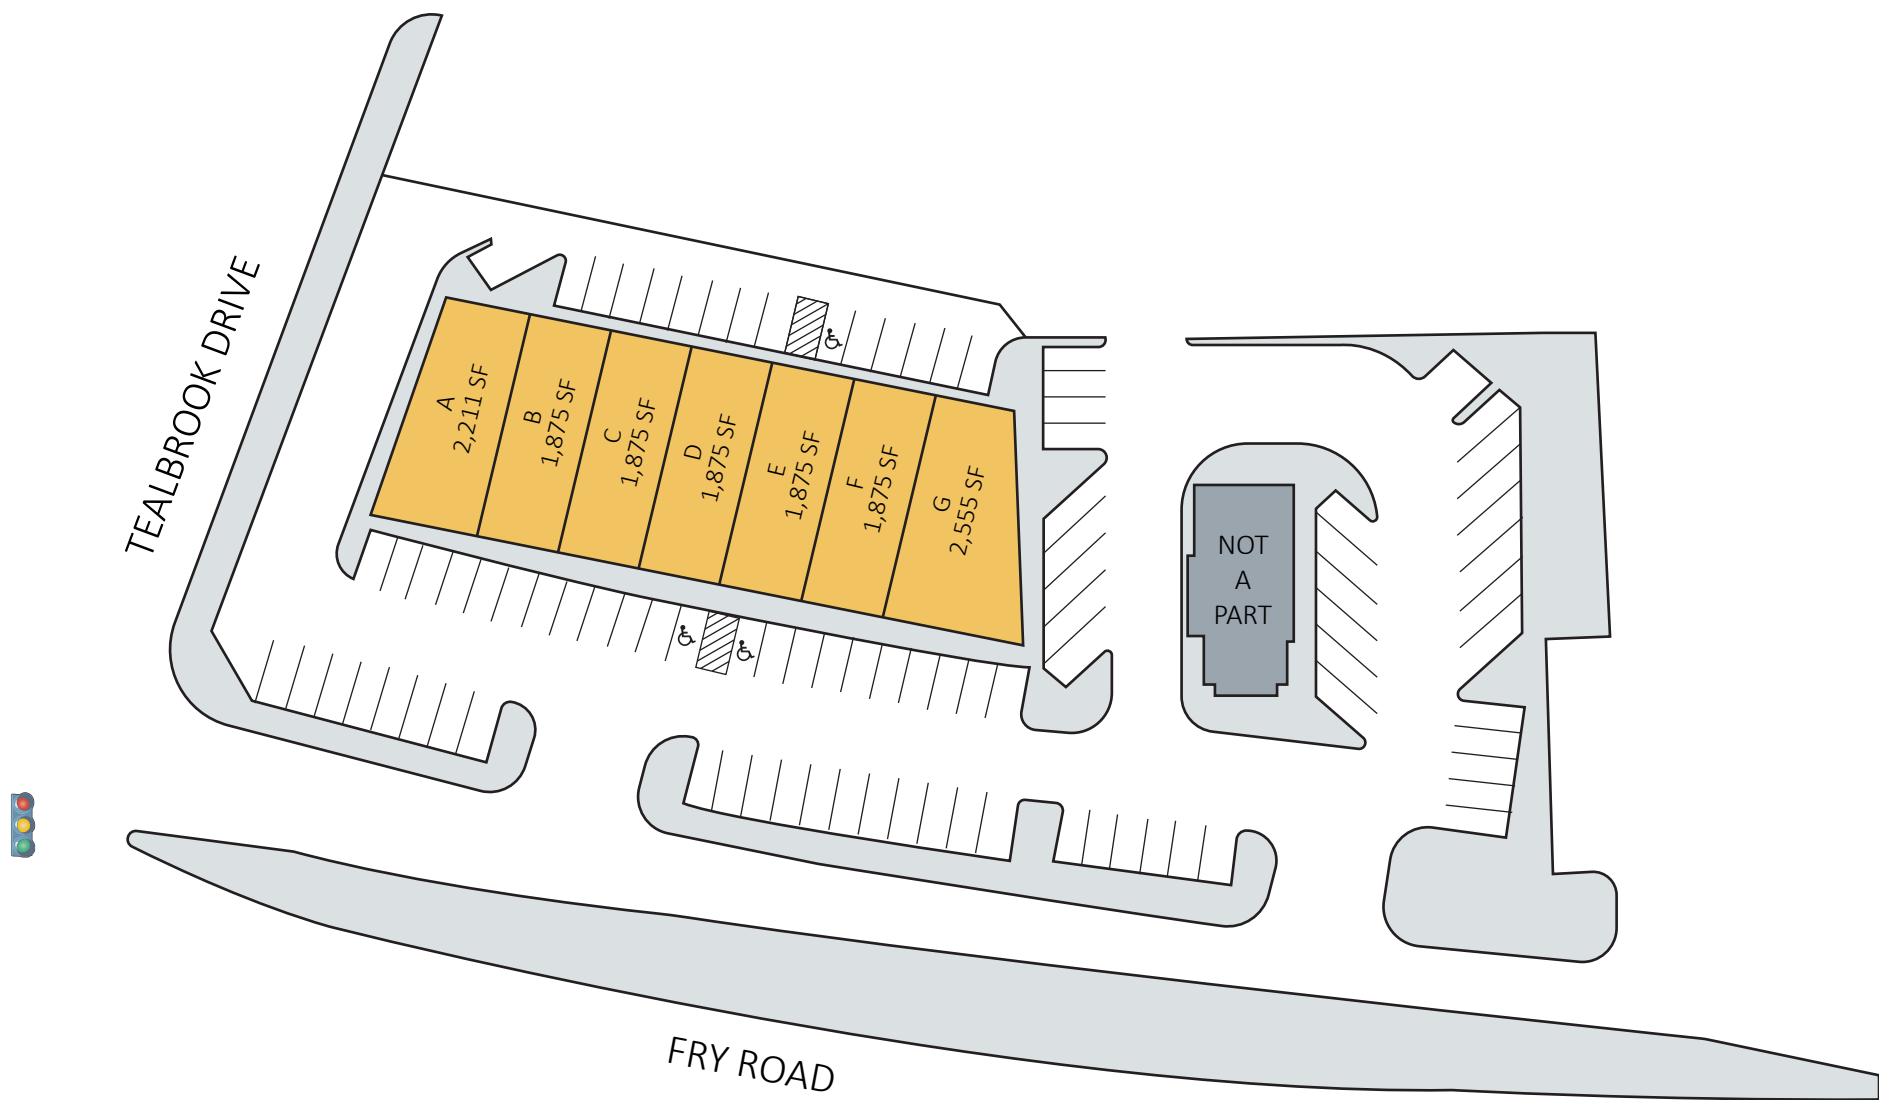 TEALBROOK DRIVE
A
2,211 SF
B
1,875 SF
C
1,875 SF
D
1,875 SF
E
1,875 SF
F
1,875 SF
G
2,555 SF
NOT
A
PART
FRY ROAD